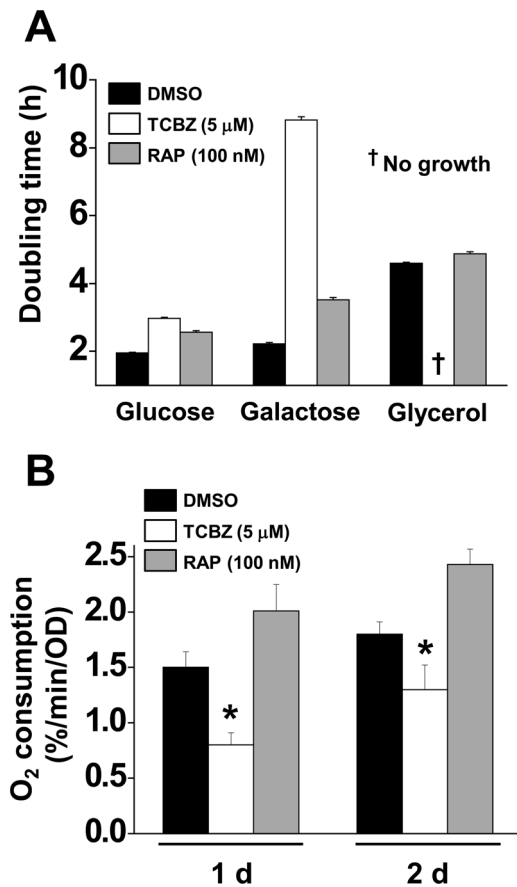 A
Doubling time (h)
10
8
6
4
2
DMSO
TCBZ (5 μM)
RAP (100 nM)
† No growth
†
Glucose Galactose Glycerol
B
O2 consumption
(%/min/OD)
DMSO
TCBZ (5 μM)
RAP (100 nM)
2.5
2.0
1.5
1.0
0.5
0.0
*
*
1 d 2 d